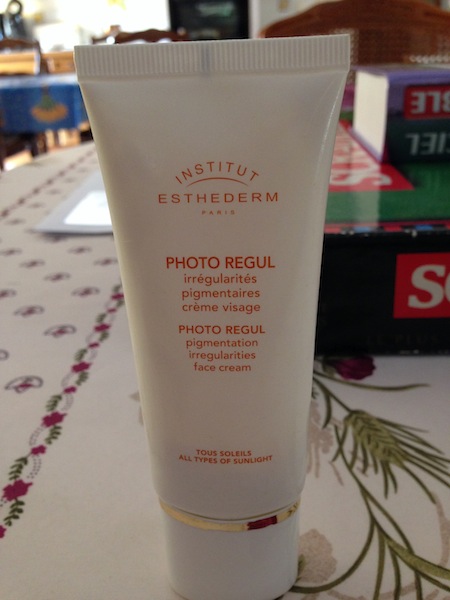 INSTITUT
ESTHEDERM
PARIS
PHOTO REGUL
irrégularités
pigmentaires
crème visage
PHOTO REGUL
pigmentation
irregularities
face cream
TOUS SOLEILS
ALL TYPES OF SUNLIGHT